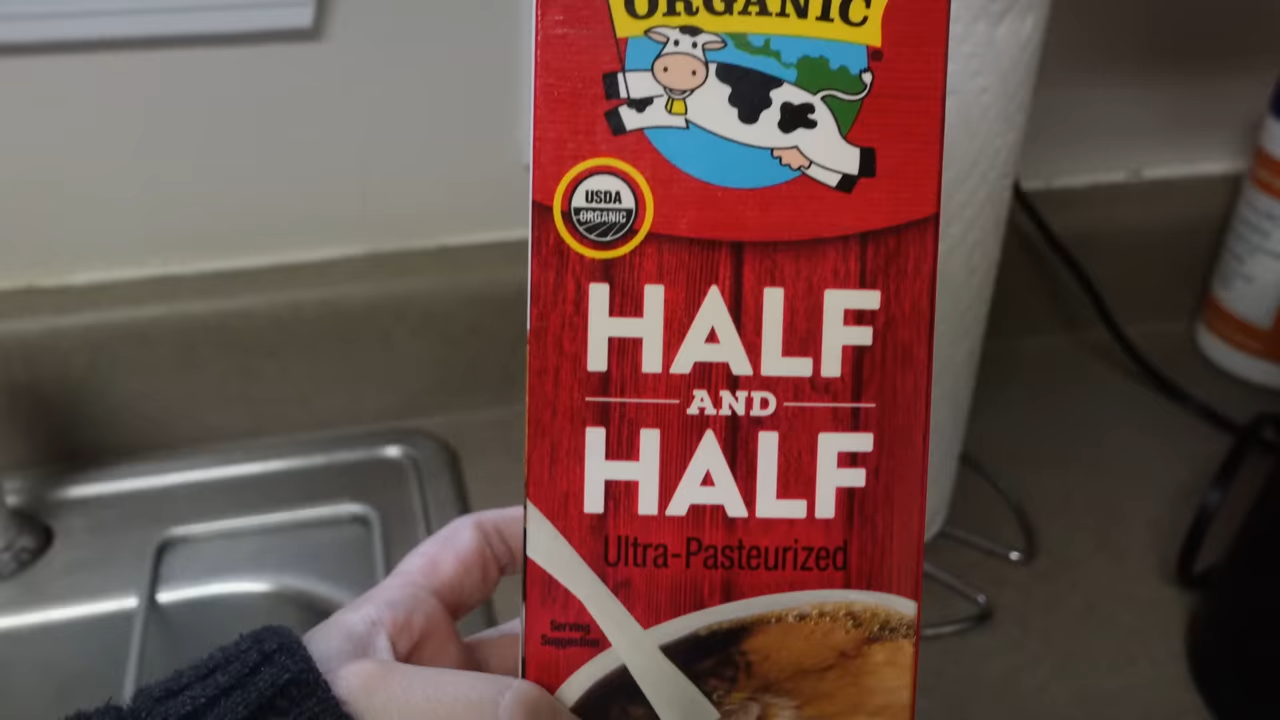 ORGANIC
USDA
ORGANIC
HALF
AND
HALF
Ultra-Pasteurized
Serving
Suggestion